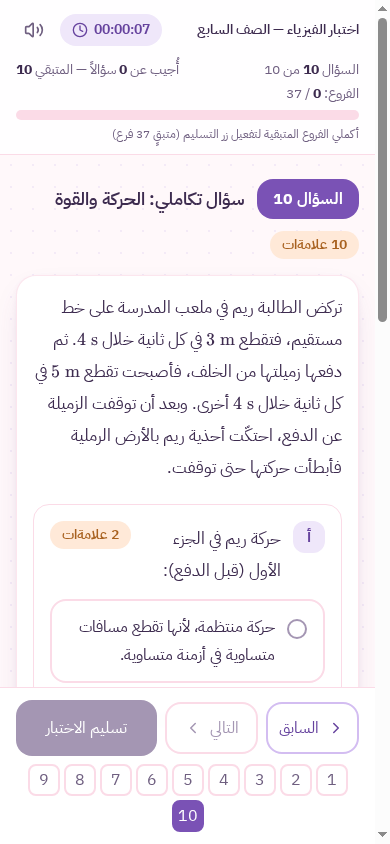 اختبار الفيزياء — الصف السابع
00:00:07
السؤال 10 من 10
أُجيب عن 0 سؤالاً — المتبقي 10
الفروع: 0 / 37
أكملي الفروع المتبقية لتفعيل زر التسليم (متبقٍ 37 فرع)
السؤال 10
سؤال تكاملي: الحركة والقوة
10 علامات
تركض الطالبة ريم في ملعب المدرسة على خط
مستقيم، فتقطع 3 m في كل ثانية خلال 4 s. ثم
دفعها زميلتها من الخلف، فأصبحت تقطع 5 m في
كل ثانية خلال 4 s أخرى. وبعد أن توقفت الزميلة
عن الدفع، احتكّت أحذية ريم بالأرض الرملية
فأبطأت حركتها حتى توقفت.
أ
حركة ريم في الجزء
الأول (قبل الدفع):
2 علامات
حركة منتظمة، لأنها تقطع مسافات
متساوية في أزمنة متساوية.
السابق
التالي
تسليم الاختبار
1 2 3 4 5 6 7 8 9
10